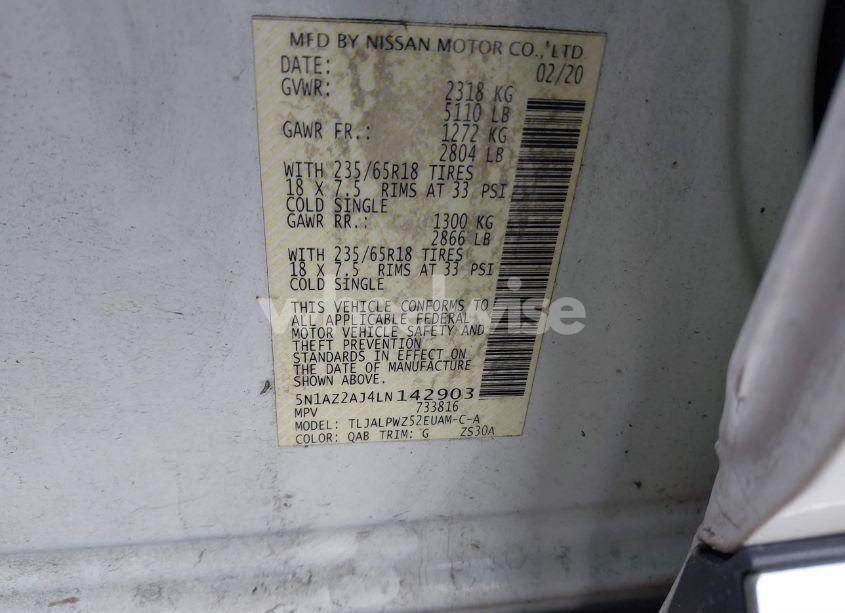 MFD BY NISSAN MOTOR CO., LTD
DATE: 02/20
GVWR: 2318 KG
5110 LB
GAWR FR.: 1272 KG
2804 LB
WITH 235/65R18 TIRES
18 X 7.5 RIMS AT 33 PSI
COLD SINGLE
GAWR RR.: 1300 KG
2866 LB
WITH 235/65R18 TIRES
18 X 7.5 RIMS AT 33 PSI
COLD SINGLE
THIS VEHICLE CONFORMS TO
ALL APPLICABLE FEDERAL
MOTOR VEHICLE SAFETY AND
THEFT PREVENTION
STANDARDS IN EFFECT ON
THE DATE OF MANUFACTURE
SHOWN ABOVE.
5N1AZ2AJ4LN142903
MPV 733816
MODEL: TLJALPWZ52EUAM-C-A
COLOR: QAB TRIM: G ZS30A